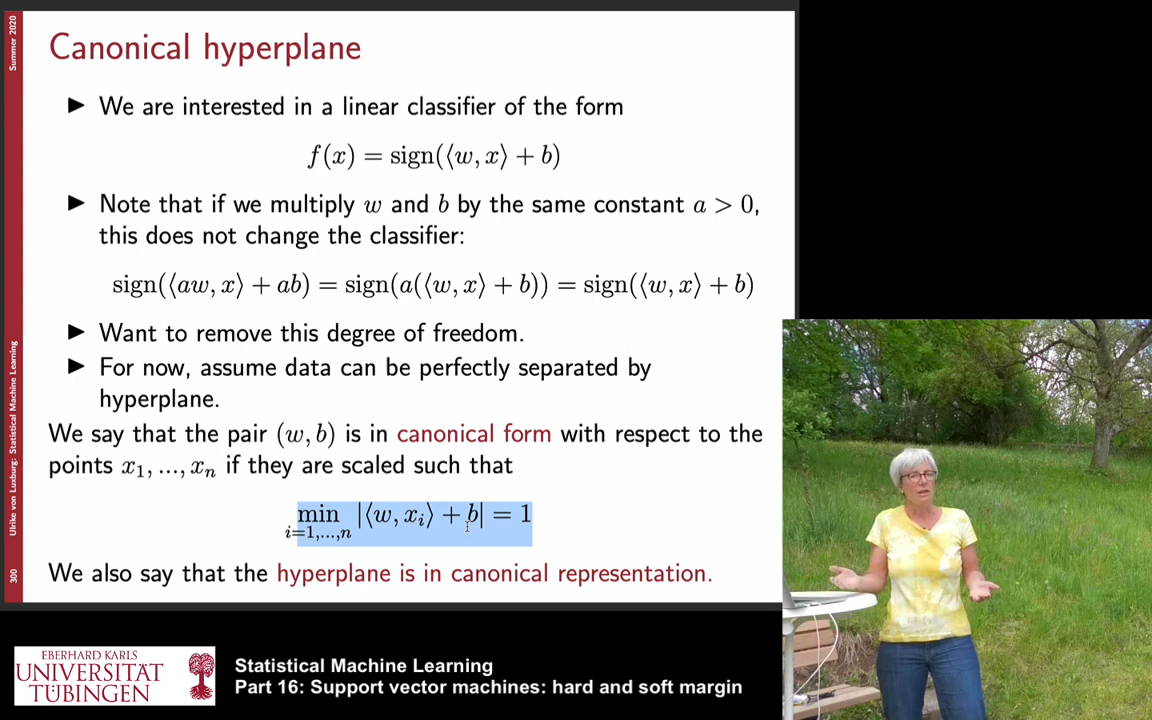 Summer 2020
Canonical hyperplane
▶ We are interested in a linear classifier of the form
f(x) = sign(⟨w, x⟩ + b)
▶ Note that if we multiply w and b by the same constant a > 0,
this does not change the classifier:
sign(⟨aw, x⟩ + ab) = sign(a(⟨w, x⟩ + b)) = sign(⟨w, x⟩ + b)
▶ Want to remove this degree of freedom.
▶ For now, assume data can be perfectly separated by
hyperplane.
We say that the pair (w, b) is in canonical form with respect to the
points x₁, ..., xₙ if they are scaled such that
min |⟨w, xᵢ⟩ + b| = 1
i=1,...,n
We also say that the hyperplane is in canonical representation.
Ulrike von Luxburg: Statistical Machine Learning
300
EBERHARD KARLS
UNIVERSITÄT
TÜBINGEN
Statistical Machine Learning
Part 16: Support vector machines: hard and soft margin